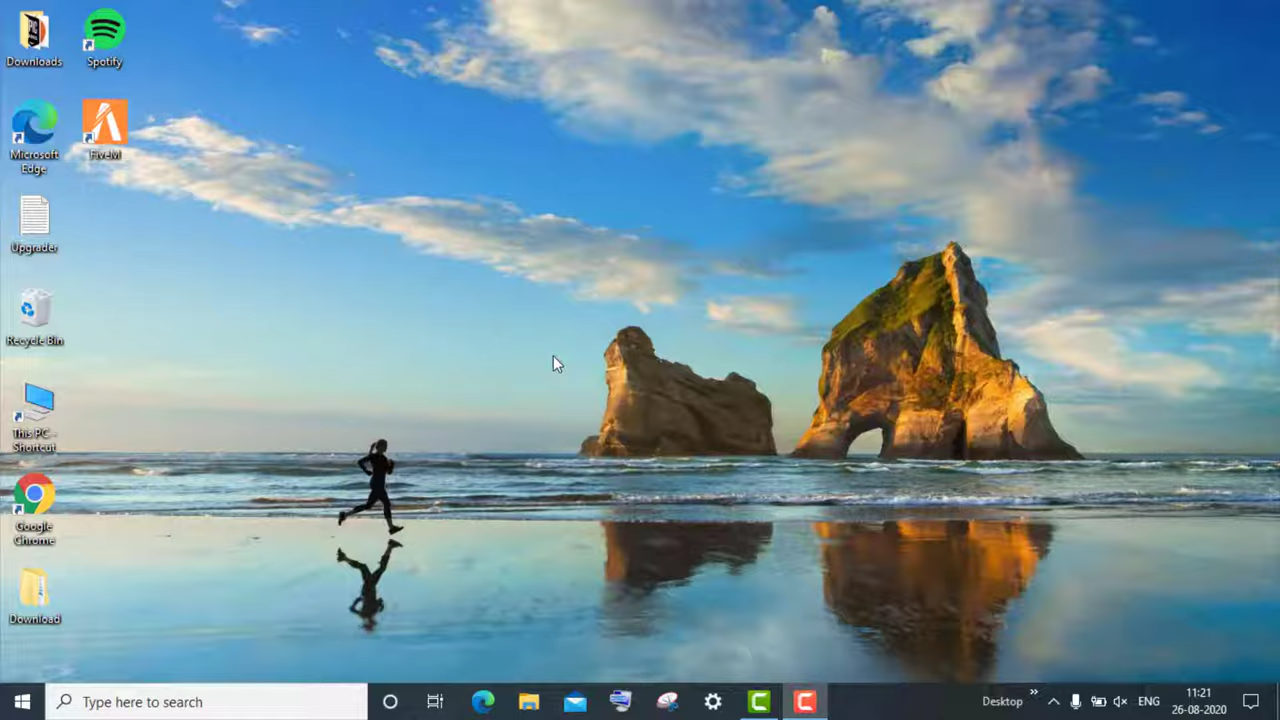 Downloads
Spotify
Microsoft
Edge
FiveM
Upgrader
Recycle Bin
This PC -
Shortcut
Google
Chrome
Download
Type here to search
Desktop
ENG
11:21
26-08-2020